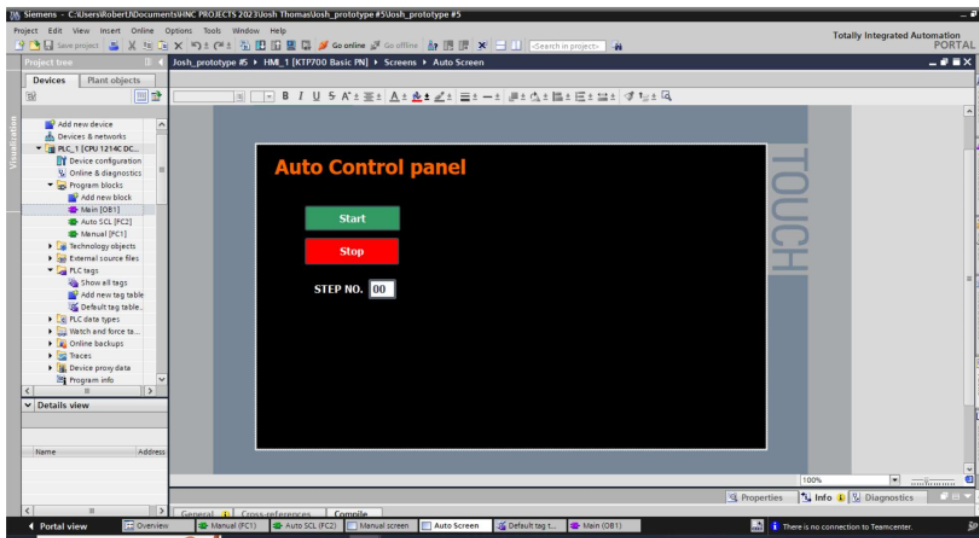 Siemens - C:\Users\Robert.I\Documents\HNC PROJECTS 2023\Josh Thomas\Josh_prototype #5\Josh_prototype #5
Project Edit View Insert Online Options Tools Window Help
Totally Integrated Automation
PORTAL
Save project
Go online
Go offline
<Search in project>
Project tree
Josh_prototype #5 HMI_1 [KTP700 Basic PN] Screens Auto Screen
Devices
Plant objects
B I U S A
Visualization
Add new device
Devices & networks
PLC_1 [CPU 1214C DC...
Device configuration
Online & diagnostics
Program blocks
Add new block
Main [OB1]
Auto SCL [FC2]
Manual [FC1]
Technology objects
External source files
PLC tags
Show all tags
Add new tag table
Default tag table..
PLC data types
Watch and force ta...
Online backups
Traces
Device proxy data
Program info
Auto Control panel
Start
Stop
STEP NO. 00
TOUCH
Details view
Name Address
100%
Properties Info Diagnostics
General Cross-references Compile
Portal view Overview Manual (FC1) Auto SCL (FC2) Manual screen Auto Screen Default tag t... Main (OB1)
There is no connection to Teamcenter.